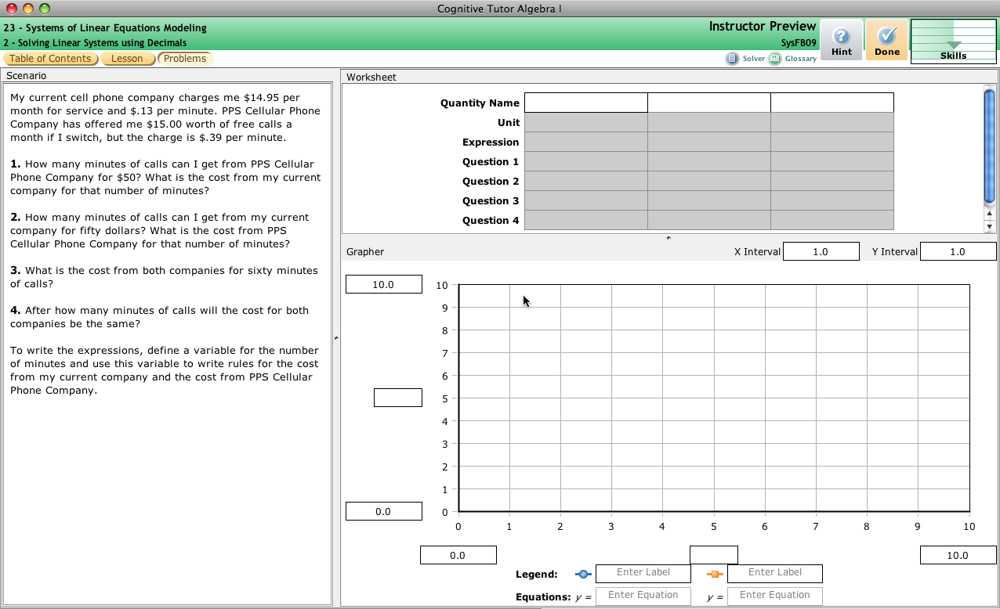 Cognitive Tutor Algebra I
23 - Systems of Linear Equations Modeling
2 - Solving Linear Systems using Decimals
Instructor Preview
SysFB09
Hint
Done
Skills
Table of Contents
Lesson
Problems
Solver
Glossary
Scenario
My current cell phone company charges me $14.95 per
month for service and $.13 per minute. PPS Cellular Phone
Company has offered me $15.00 worth of free calls a
month if I switch, but the charge is $.39 per minute.
1. How many minutes of calls can I get from PPS Cellular
Phone Company for $50? What is the cost from my current
company for that number of minutes?
2. How many minutes of calls can I get from my current
company for fifty dollars? What is the cost from PPS
Cellular Phone Company for that number of minutes?
3. What is the cost from both companies for sixty minutes
of calls?
4. After how many minutes of calls will the cost for both
companies be the same?
To write the expressions, define a variable for the number
of minutes and use this variable to write rules for the cost
from my current company and the cost from PPS Cellular
Phone Company.
Worksheet
Quantity Name
Unit
Expression
Question 1
Question 2
Question 3
Question 4
Grapher
X Interval 1.0 Y Interval 1.0
10.0
0.0
10
9
8
7
6
5
4
3
2
1
0
0 1 2 3 4 5 6 7 8 9 10
0.0
10.0
Legend: Enter Label Enter Label
Equations: y = Enter Equation y = Enter Equation